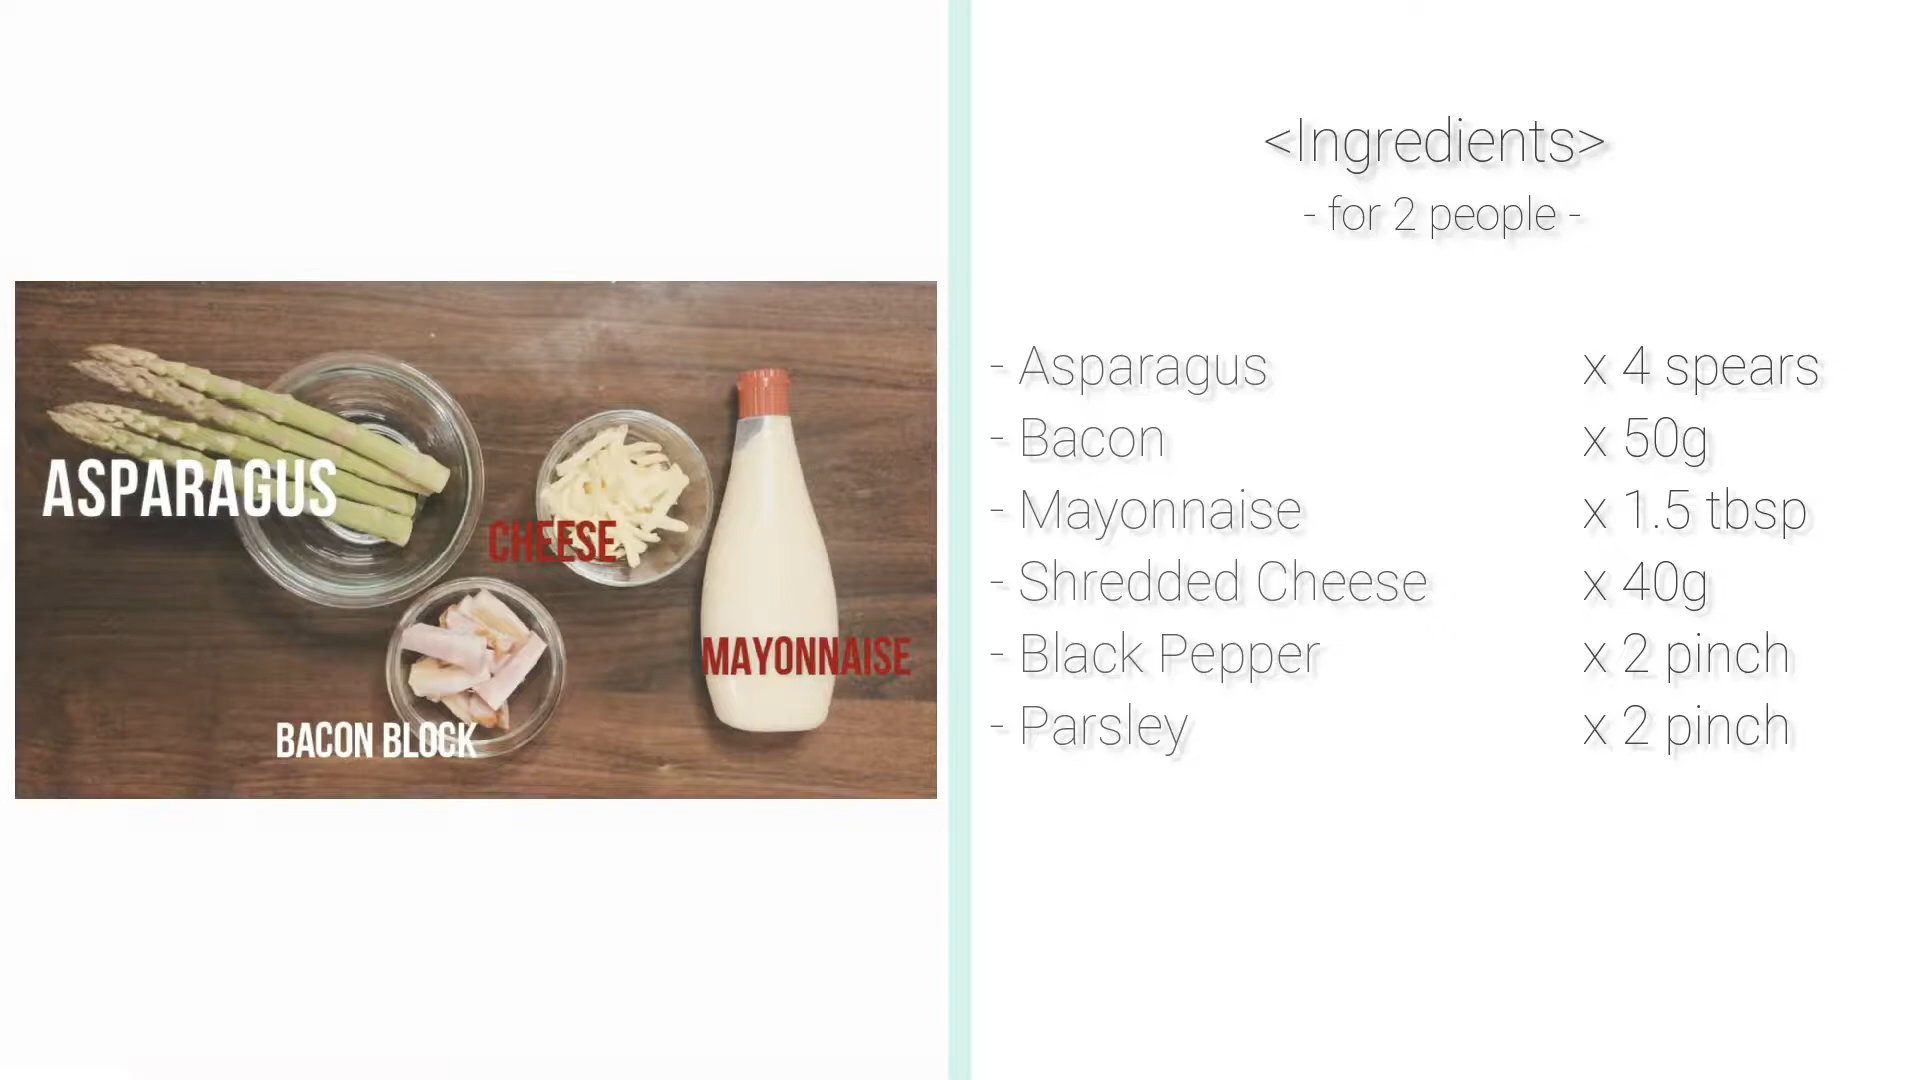 ASPARAGUS
CHEESE
MAYONNAISE
BACON BLOCK
<Ingredients>
- for 2 people -
- Asparagus x 4 spears
- Bacon x 50g
- Mayonnaise x 1.5 tbsp
- Shredded Cheese x 40g
- Black Pepper x 2 pinch
- Parsley x 2 pinch